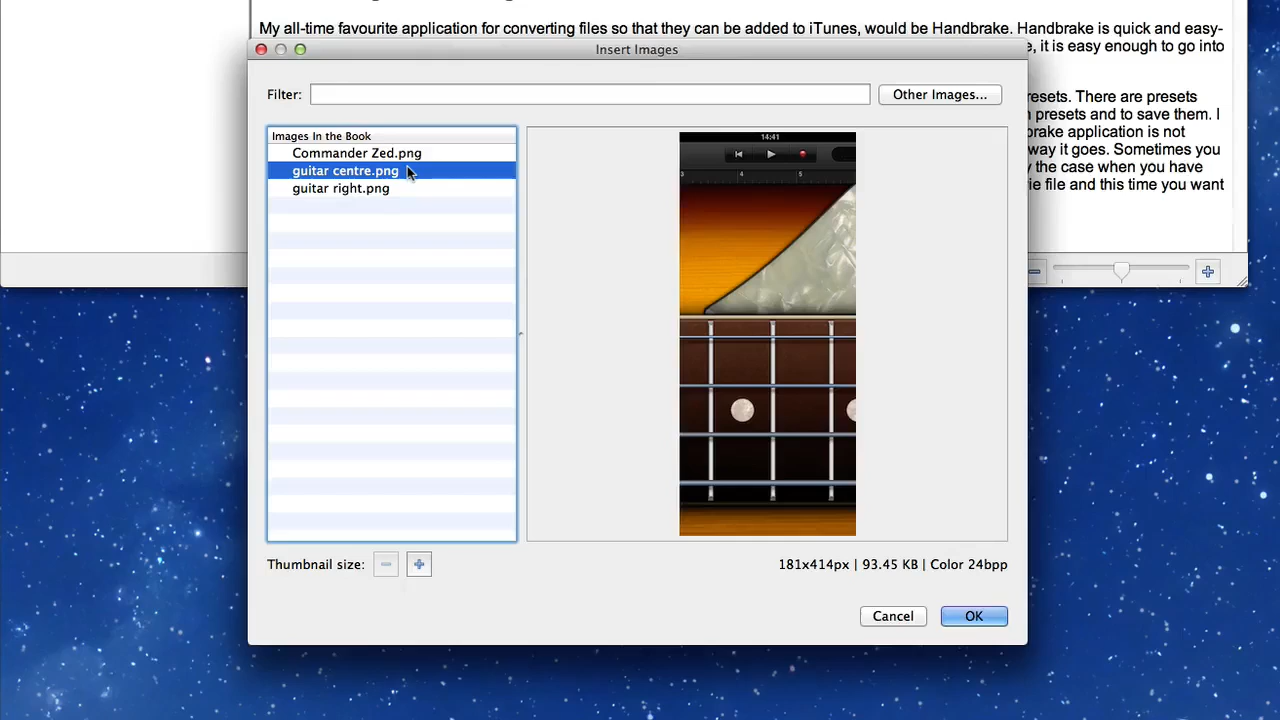 My all-time favourite application for converting files so that they can be added to iTunes, would be Handbrake. Handbrake is quick and easy-
Insert Images
, it is easy enough to go into
Filter:
Other Images...
resets. There are presets
presets and to save them. I
brake application is not
way it goes. Sometimes you
the case when you have
ie file and this time you want
Images In the Book
Commander Zed.png
guitar centre.png
guitar right.png
14:41
3 4 5
Thumbnail size:
181x414px | 93.45 KB | Color 24bpp
Cancel
OK